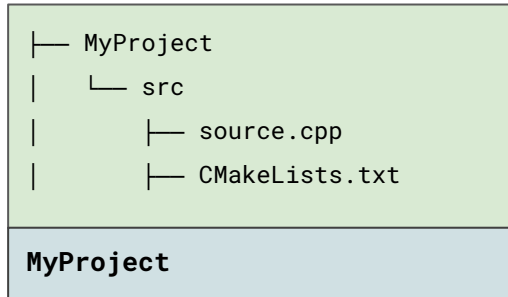 ├── MyProject
│   └── src
│       ├── source.cpp
│       ├── CMakeLists.txt
MyProject